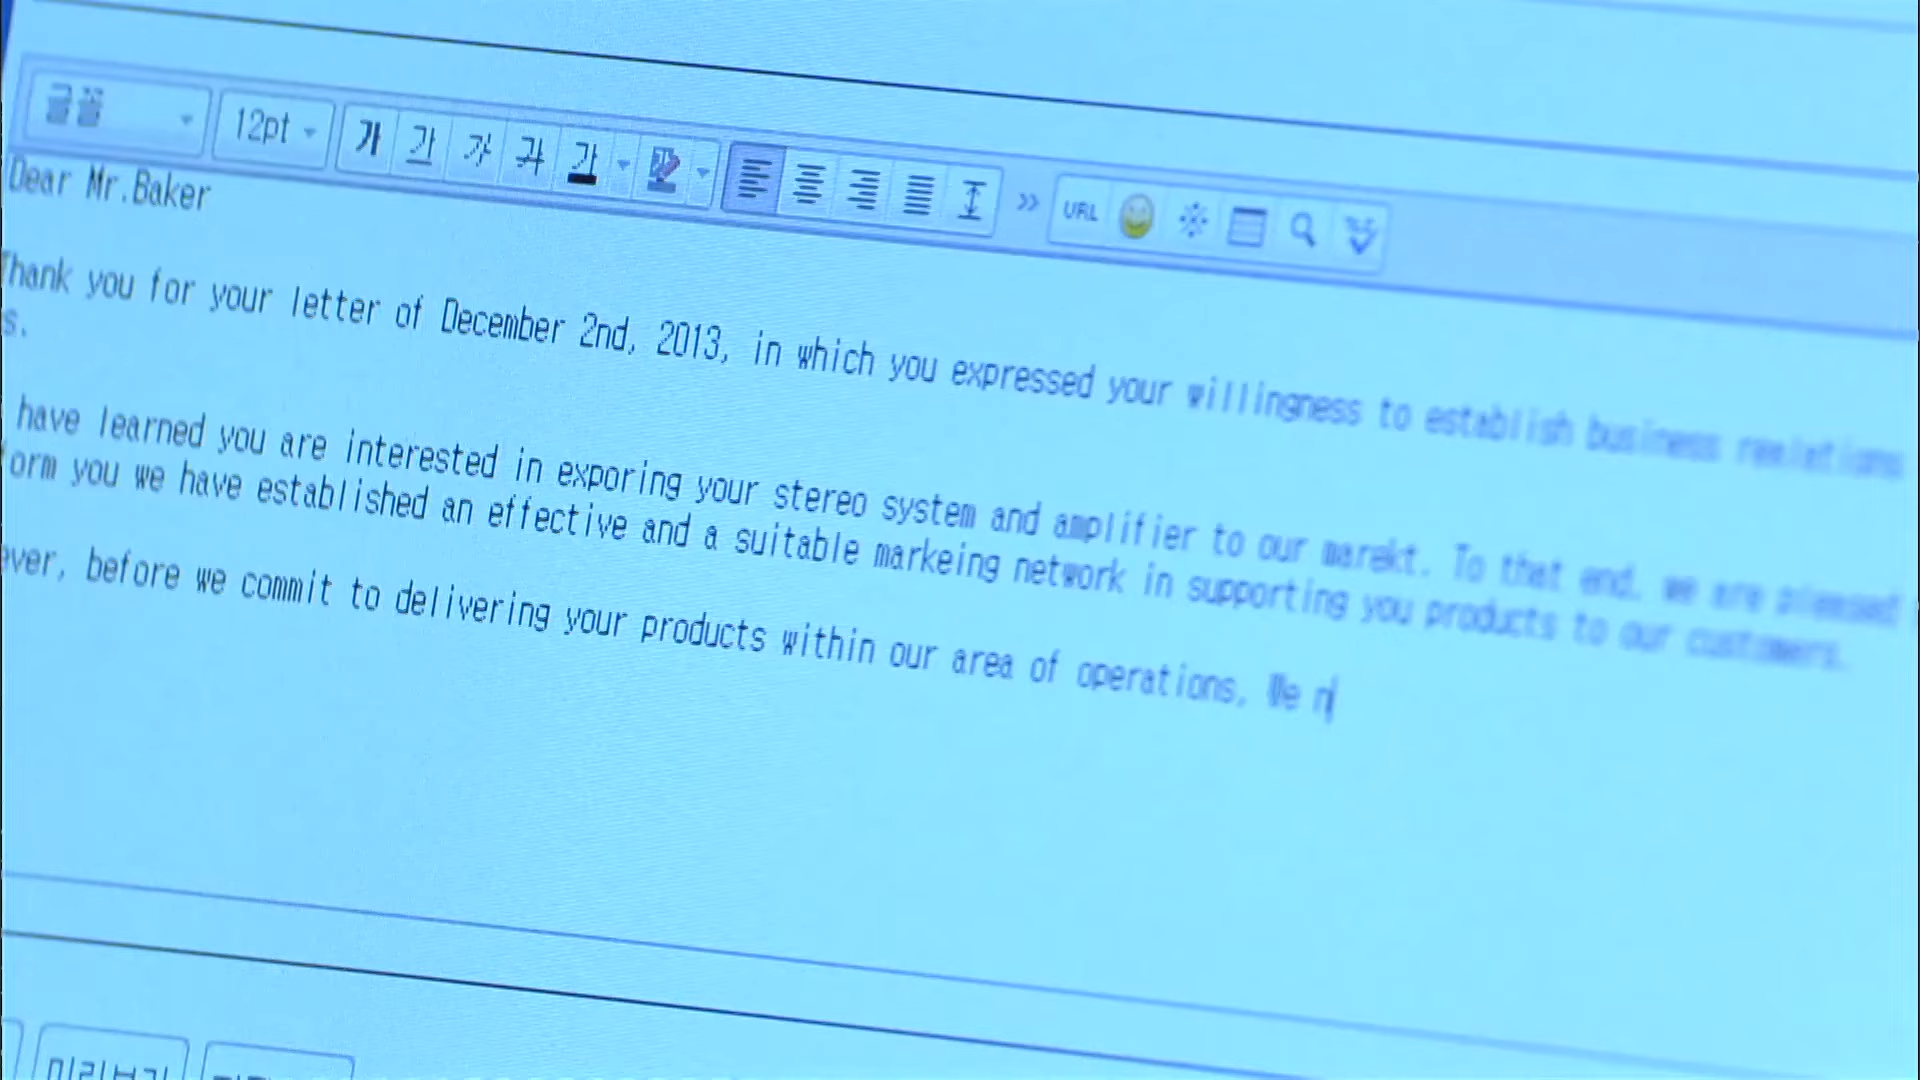 글꼴 12pt 가 가 가 가 가 가 URL
Dear Mr.Baker
Thank you for your letter of December 2nd, 2013, in which you expressed your willingness to establish business reelations
s.
have learned you are interested in exporing your stereo system and amplifier to our marekt. To that end, we are pleased
orm you we have established an effective and a suitable markeing network in supporting you products to our customers.
ever, before we commit to delivering your products within our area of operations, We n
미리보기